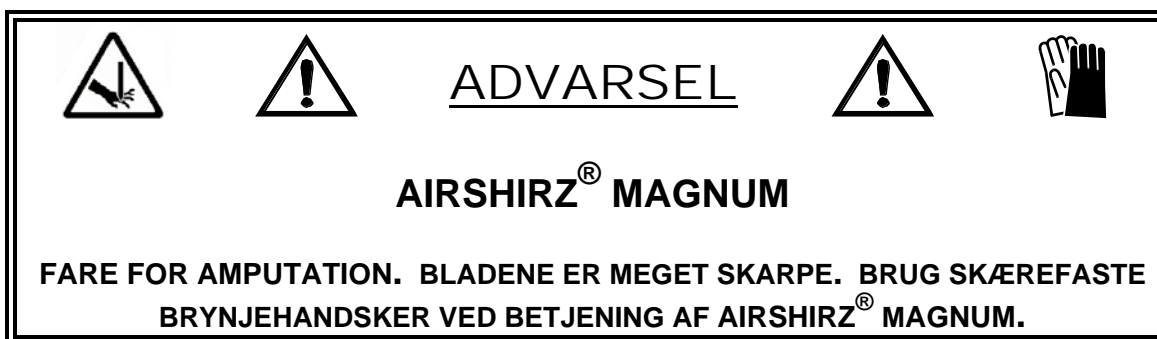 ADVARSEL
AIRSHIRZ® MAGNUM
FARE FOR AMPUTATION. BLADENE ER MEGET SKARPE. BRUG SKÆREFASTE
BRYNJEHANDSKER VED BETJENING AF AIRSHIRZ® MAGNUM.